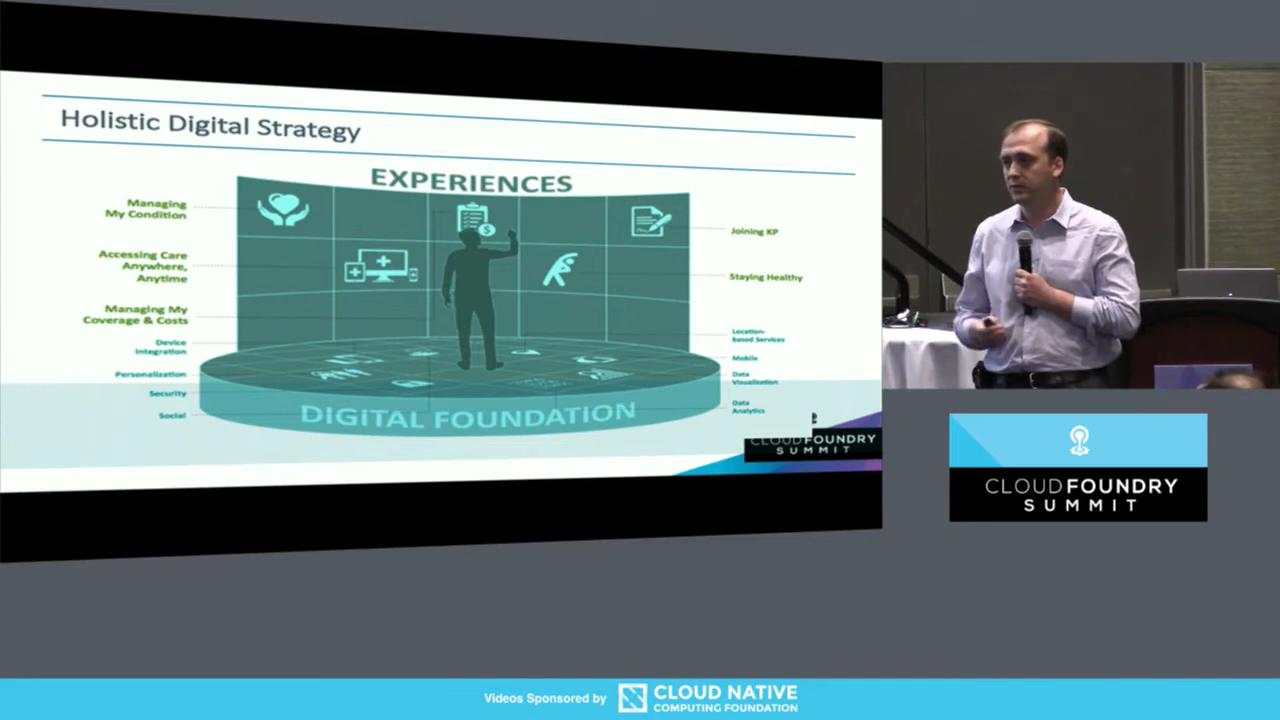 Holistic Digital Strategy
EXPERIENCES
Managing
My Condition
Accessing Care
Anywhere,
Anytime
Managing My
Coverage & Costs
Device
Integration
Personalization
Security
Social
Joining KP
Staying Healthy
Location-
based Services
Mobile
Data
Visualization
Data
Analytics
$
DIGITAL FOUNDATION
CLOUDFOUNDRY
SUMMIT
CLOUDFOUNDRY
SUMMIT
Videos Sponsored by
CLOUD NATIVE
COMPUTING FOUNDATION